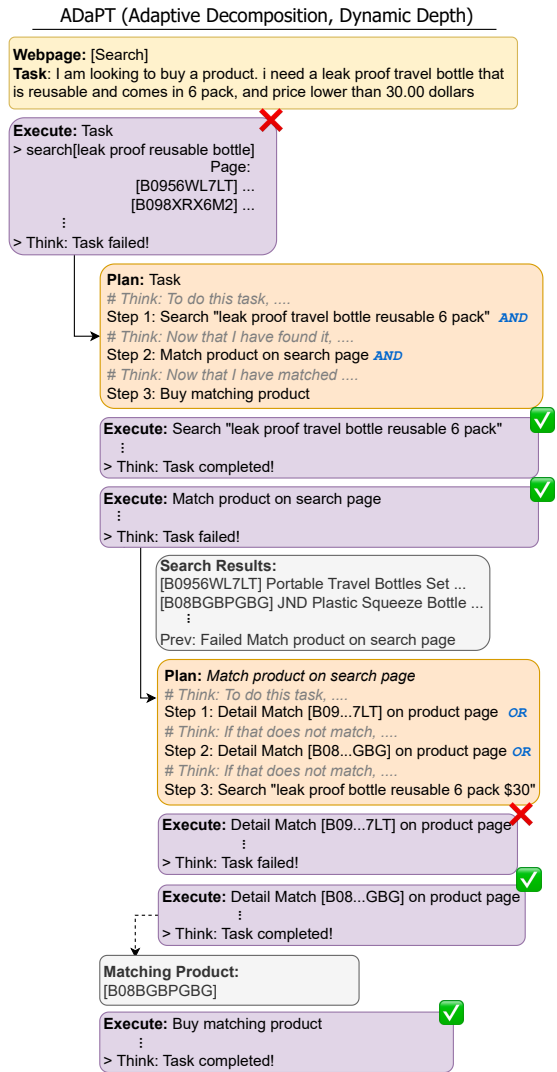 ADaPT (Adaptive Decomposition, Dynamic Depth)
Webpage: [Search]
Task: I am looking to buy a product. i need a leak proof travel bottle that
is reusable and comes in 6 pack, and price lower than 30.00 dollars
Execute: Task
> search[leak proof reusable bottle]
Page:
[B0956WL7LT] ...
[B098XRX6M2] ...
⋮
> Think: Task failed!
Plan: Task
# Think: To do this task, ....
Step 1: Search "leak proof travel bottle reusable 6 pack" AND
# Think: Now that I have found it, ....
Step 2: Match product on search page AND
# Think: Now that I have matched ....
Step 3: Buy matching product
Execute: Search "leak proof travel bottle reusable 6 pack"
⋮
> Think: Task completed!
Execute: Match product on search page
⋮
> Think: Task failed!
Search Results:
[B0956WL7LT] Portable Travel Bottles Set ...
[B08BGBPGBG] JND Plastic Squeeze Bottle ...
⋮
Prev: Failed Match product on search page
Plan: Match product on search page
# Think: To do this task, ....
Step 1: Detail Match [B09...7LT] on product page OR
# Think: If that does not match, ....
Step 2: Detail Match [B08...GBG] on product page OR
# Think: If that does not match, ....
Step 3: Search "leak proof bottle reusable 6 pack $30"
Execute: Detail Match [B09...7LT] on product page
⋮
> Think: Task failed!
Execute: Detail Match [B08...GBG] on product page
⋮
> Think: Task completed!
Matching Product:
[B08BGBPGBG]
Execute: Buy matching product
⋮
> Think: Task completed!